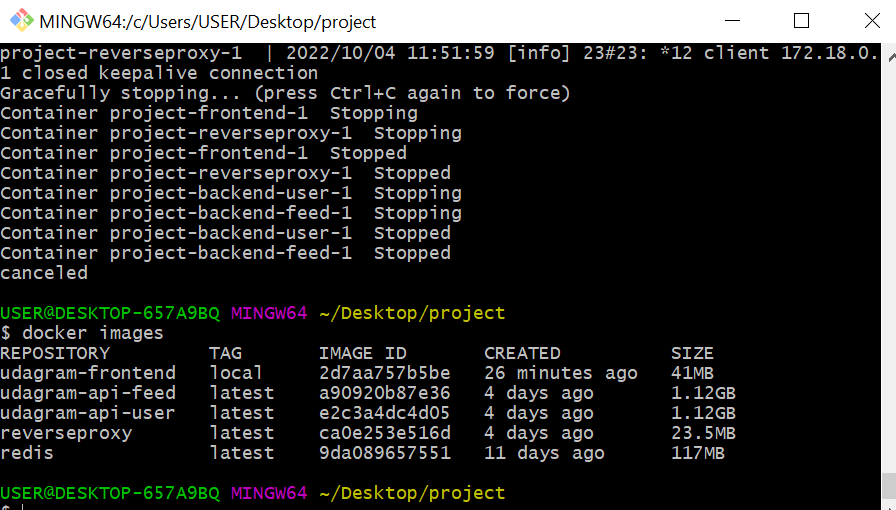 MINGW64:/c/Users/USER/Desktop/project
project-reverseproxy-1  | 2022/10/04 11:51:59 [info] 23#23: *12 client 172.18.0.
1 closed keepalive connection
Gracefully stopping... (press Ctrl+C again to force)
Container project-frontend-1  Stopping
Container project-reverseproxy-1  Stopping
Container project-frontend-1  Stopped
Container project-reverseproxy-1  Stopped
Container project-backend-user-1  Stopping
Container project-backend-feed-1  Stopping
Container project-backend-user-1  Stopped
Container project-backend-feed-1  Stopped
canceled
USER@DESKTOP-657A9BQ MINGW64 ~/Desktop/project
$ docker images
REPOSITORY         TAG       IMAGE ID       CREATED          SIZE
udagram-frontend   local     2d7aa757b5be   26 minutes ago   41MB
udagram-api-feed   latest    a90920b87e36   4 days ago       1.12GB
udagram-api-user   latest    e2c3a4dc4d05   4 days ago       1.12GB
reverseproxy       latest    ca0e253e516d   4 days ago       23.5MB
redis              latest    9da089657551   11 days ago      117MB
USER@DESKTOP-657A9BQ MINGW64 ~/Desktop/project
$